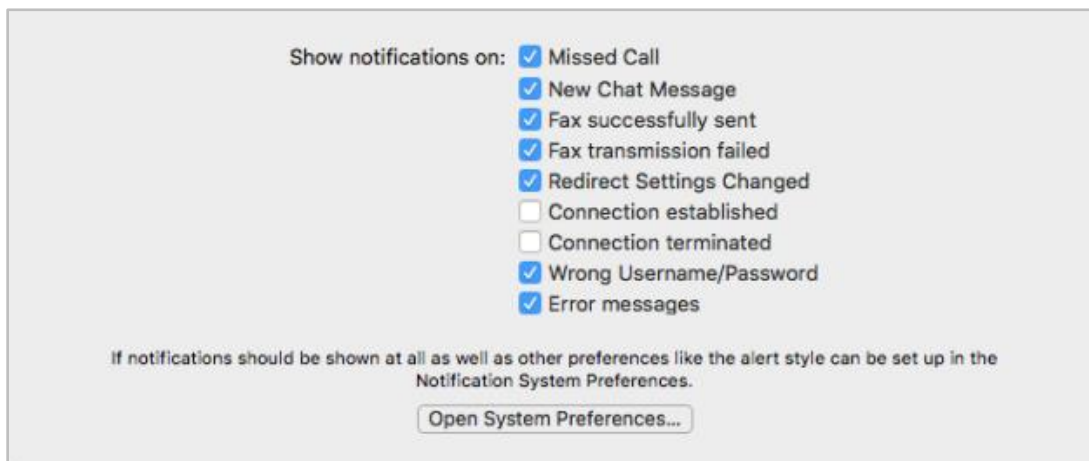 Show notifications on: Missed Call
New Chat Message
Fax successfully sent
Fax transmission failed
Redirect Settings Changed
Connection established
Connection terminated
Wrong Username/Password
Error messages
If notifications should be shown at all as well as other preferences like the alert style can be set up in the
Notification System Preferences.
Open System Preferences...